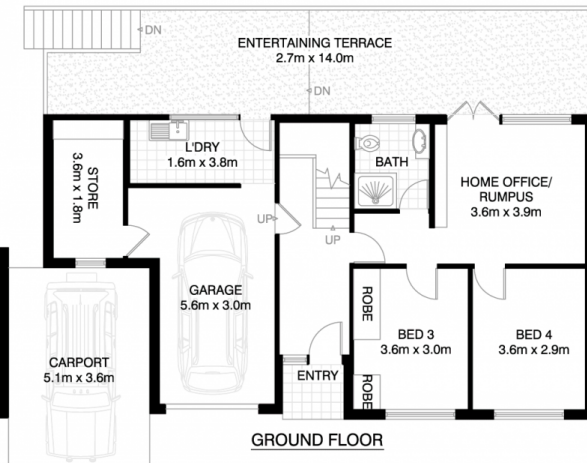 DN
ENTERTAINING TERRACE
2.7m x 14.0m
DN
L'DRY
1.6m x 3.8m
BATH
STORE
3.6m x 1.8m
HOME OFFICE/
RUMPUS
3.6m x 3.9m
UP
UP
GARAGE
5.6m x 3.0m
ROBE
BED 3
3.6m x 3.0m
BED 4
3.6m x 2.9m
CARPORT
5.1m x 3.6m
ENTRY
ROBE
GROUND FLOOR